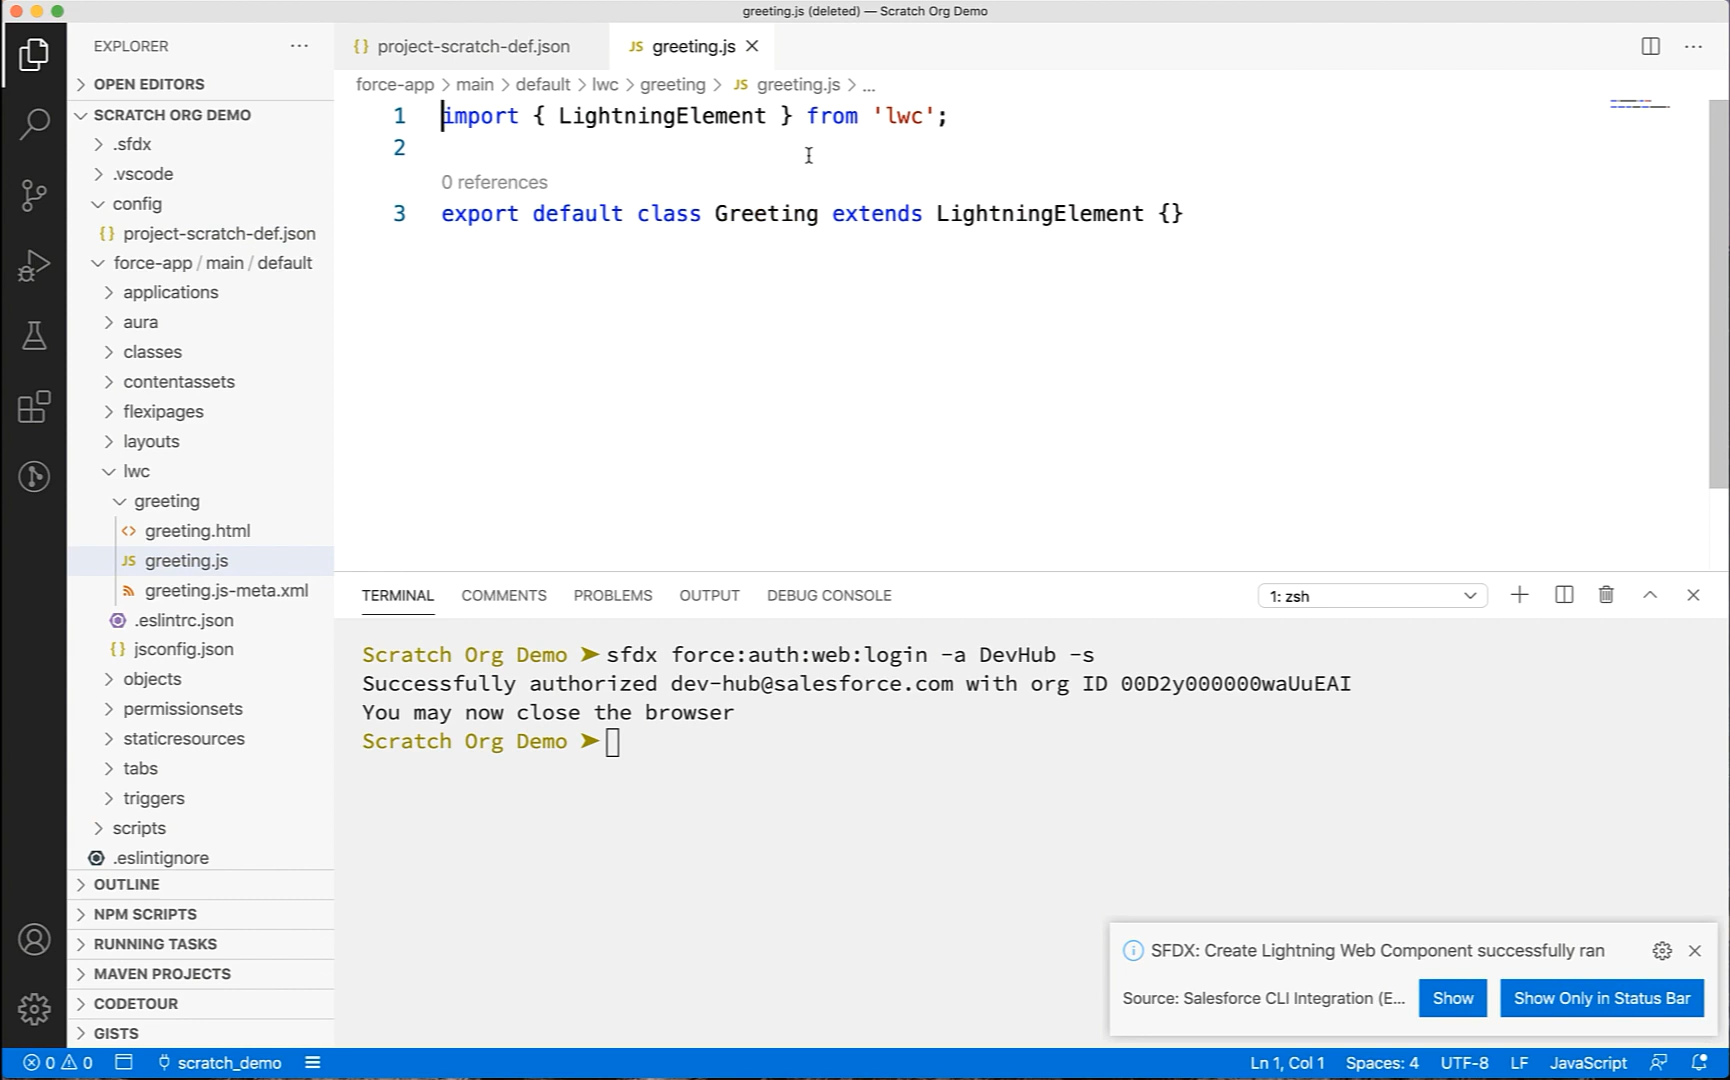 greeting.js (deleted) — Scratch Org Demo
EXPLORER
OPEN EDITORS
SCRATCH ORG DEMO
.sfdx
.vscode
config
{} project-scratch-def.json
force-app / main / default
applications
aura
classes
contentassets
flexipages
layouts
lwc
greeting
<> greeting.html
JS greeting.js
greeting.js-meta.xml
.eslintrc.json
{} jsconfig.json
objects
permissionsets
staticresources
tabs
triggers
scripts
.eslintignore
OUTLINE
NPM SCRIPTS
RUNNING TASKS
MAVEN PROJECTS
CODETOUR
GISTS
{} project-scratch-def.json
JS greeting.js
force-app > main > default > lwc > greeting > JS greeting.js > ...
1 import { LightningElement } from 'lwc';
2
0 references
3 export default class Greeting extends LightningElement {}
TERMINAL COMMENTS PROBLEMS OUTPUT DEBUG CONSOLE
1: zsh
Scratch Org Demo ➤ sfdx force:auth:web:login -a DevHub -s
Successfully authorized dev-hub@salesforce.com with org ID 00D2y000000waUuEAI
You may now close the browser
Scratch Org Demo ➤
SFDX: Create Lightning Web Component successfully ran
Source: Salesforce CLI Integration (E...
Show
Show Only in Status Bar
0 0 scratch_demo
Ln 1, Col 1 Spaces: 4 UTF-8 LF JavaScript